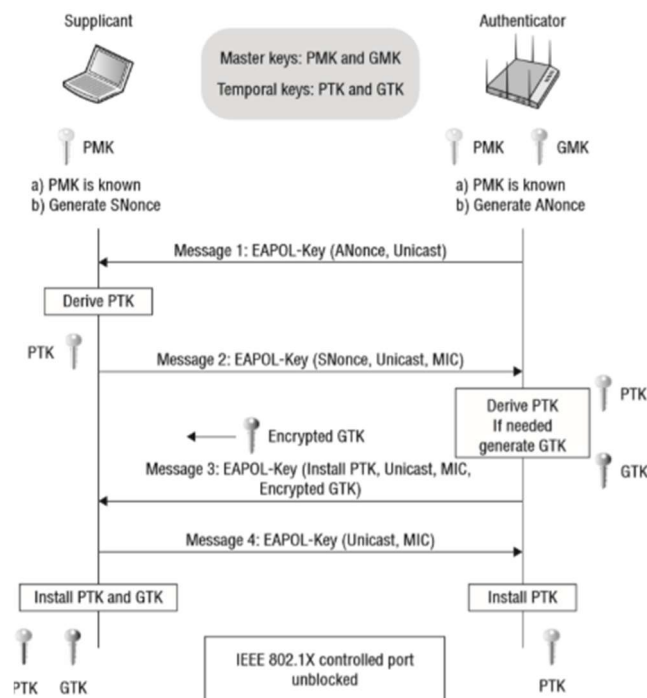 Supplicant
Authenticator
Master keys: PMK and GMK
Temporal keys: PTK and GTK
PMK
PMK
GMK
a) PMK is known
b) Generate SNonce
a) PMK is known
b) Generate ANonce
Message 1: EAPOL-Key (ANonce, Unicast)
Derive PTK
PTK
Message 2: EAPOL-Key (SNonce, Unicast, MIC)
Derive PTK
If needed
generate GTK
PTK
Encrypted GTK
GTK
Message 3: EAPOL-Key (Install PTK, Unicast, MIC,
Encrypted GTK)
Message 4: EAPOL-Key (Unicast, MIC)
Install PTK and GTK
Install PTK
PTK
GTK
IEEE 802.1X controlled port
unblocked
PTK